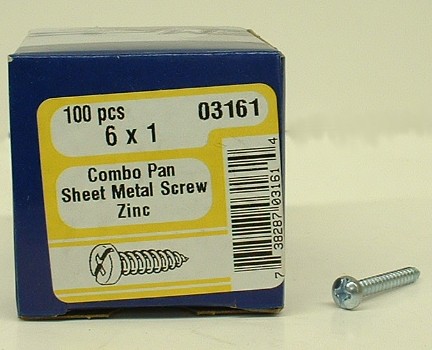 100 pcs
03161
6 x 1
Combo Pan
Sheet Metal Screw
Zinc
7 38287 03161 4